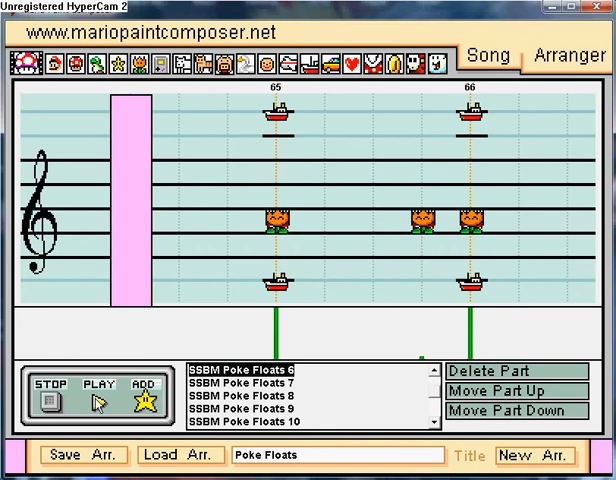 Unregistered HyperCam 2
www.mariopaintcomposer.net
Song
Arranger
65
66
STOP
PLAY
ADD
SSBM Poke Floats 6
SSBM Poke Floats 7
SSBM Poke Floats 8
SSBM Poke Floats 9
SSBM Poke Floats 10
Delete Part
Move Part Up
Move Part Down
Save Arr.
Load Arr.
Poke Floats
Title
New Arr.